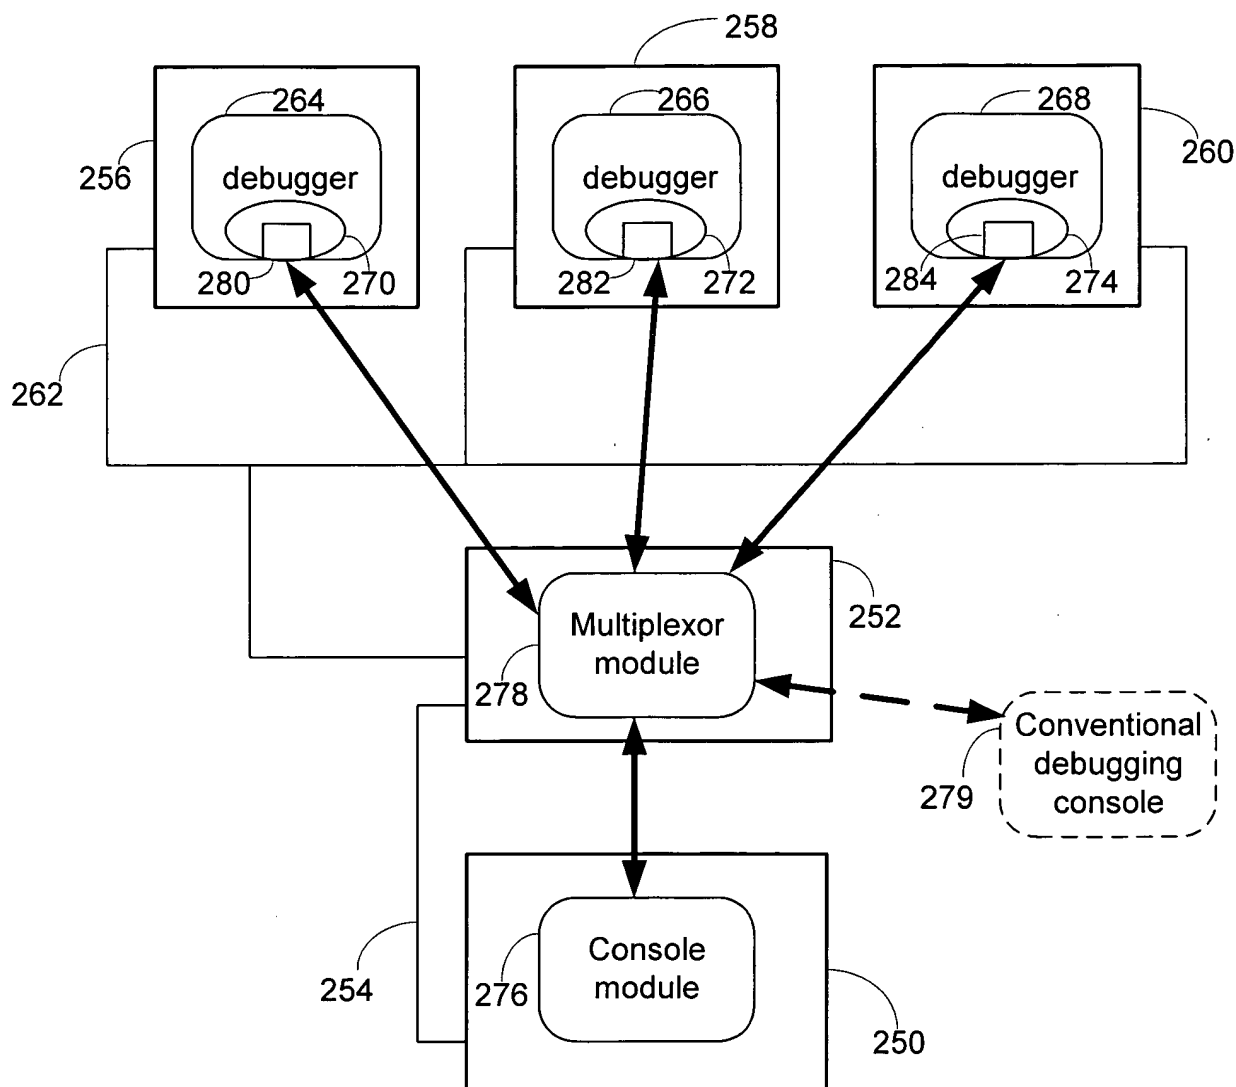 258
264
266
268
256
260
debugger
debugger
debugger
280
270
282
272
284
274
262
252
Multiplexor
module
278
Conventional
debugging
console
279
Console
module
254
276
250